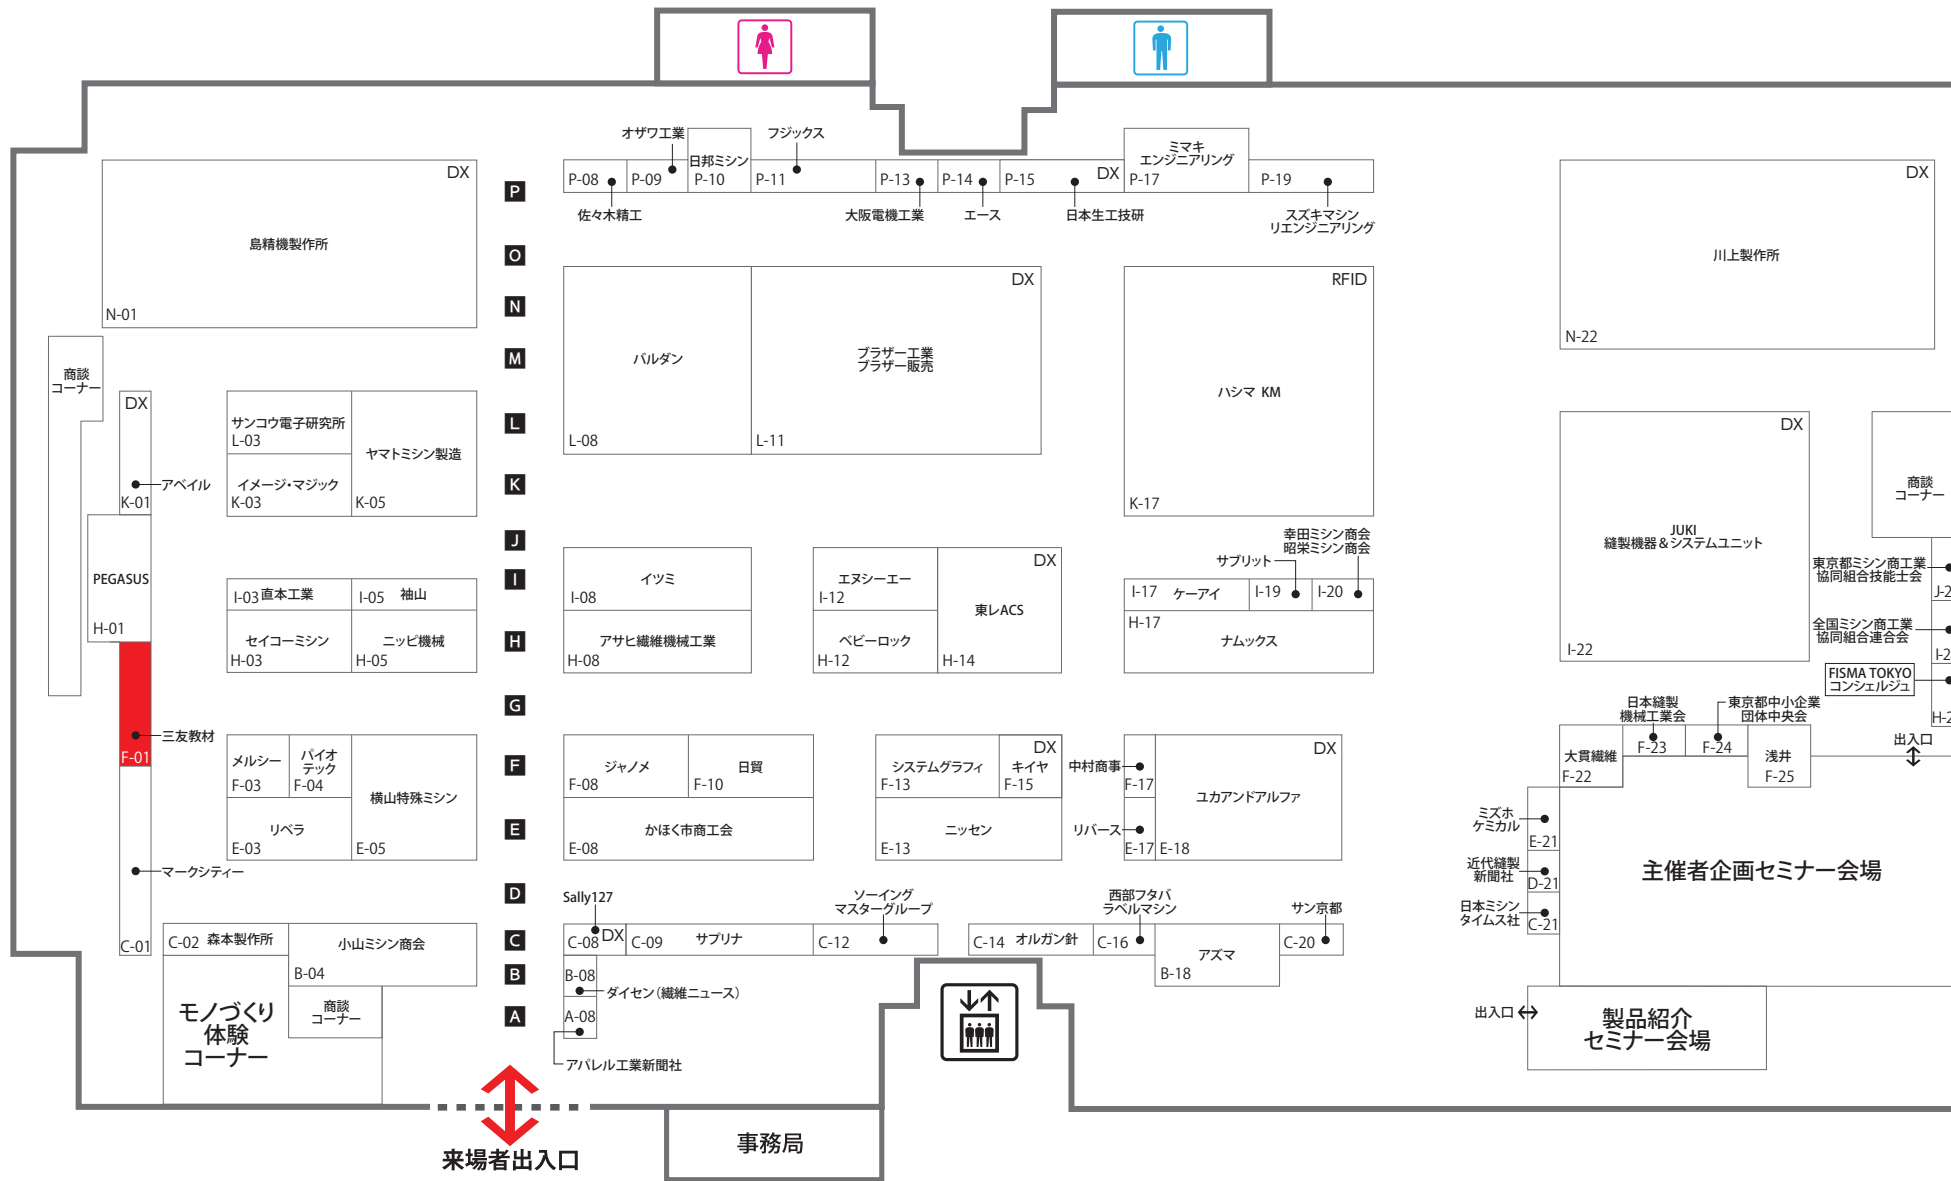 オザワ工業
日邦ミシン
フジックス
P-08
P-09
P-10
P-11
P-13
P-14
P-15
DX
ミマキ
エンジニアリング
P-17
P-19
佐々木精工
大阪電機工業
エース
日本生工技研
スズキマシン
リエンジニアリング
DX
島精機製作所
N-01
P
O
N
M
L
K
J
I
H
G
F
E
D
C
B
A
バルダン
L-08
DX
ブラザー工業
ブラザー販売
L-11
RFID
ハシマ KM
K-17
DX
川上製作所
N-22
商談
コーナー
DX
アベイル
K-01
サンコウ電子研究所
L-03
イメージ・マジック
K-03
ヤマトミシン製造
K-05
DX
JUKI
縫製機器＆システムユニット
I-22
商談
コーナー
PEGASUS
H-01
I-03 直本工業
I-05 袖山
セイコーミシン
H-03
ニッピ機械
H-05
イツミ
I-08
アサヒ繊維機械工業
H-08
エヌシーエー
I-12
ベビーロック
H-12
DX
東レACS
H-14
幸田ミシン商会
昭栄ミシン商会
サブリット
I-17 ケーアイ
I-19
I-20
H-17
ナムックス
東京都ミシン商工業
協同組合技能士会
J-2
全国ミシン商工業
協同組合連合会
I-2
FISMA TOKYO
コンシェルジュ
H-2
三友教材
F-01
メルシー
F-03
パイオ
テック
F-04
横山特殊ミシン
E-05
リベラ
E-03
ジャノメ
F-08
日貿
F-10
かほく市商工会
E-08
システムグラフィ
F-13
DX
キイヤ
F-15
ニッセン
E-13
中村商事
F-17
リバース
E-17
DX
ユカアンドアルファ
E-18
日本縫製
機械工業会
東京都中小企業
団体中央会
大貫繊維
F-22
F-23
F-24
浅井
F-25
出入口
ミズホ
ケミカル
E-21
近代縫製
新聞社
D-21
日本ミシン
タイムス社
C-21
主催者企画セミナー会場
マークシティー
C-01
C-02 森本製作所
小山ミシン商会
B-04
商談
コーナー
モノづくり
体験
コーナー
Sally127
C-08
DX
C-09 サプリナ
ソーイング
マスターグループ
C-12
B-08
ダイセン（繊維ニュース）
A-08
アパレル工業新聞社
C-14 オルガン針
西部フタバ
ラベルマシン
C-16
アズマ
B-18
サン京都
C-20
出入口
製品紹介
セミナー会場
来場者出入口
事務局